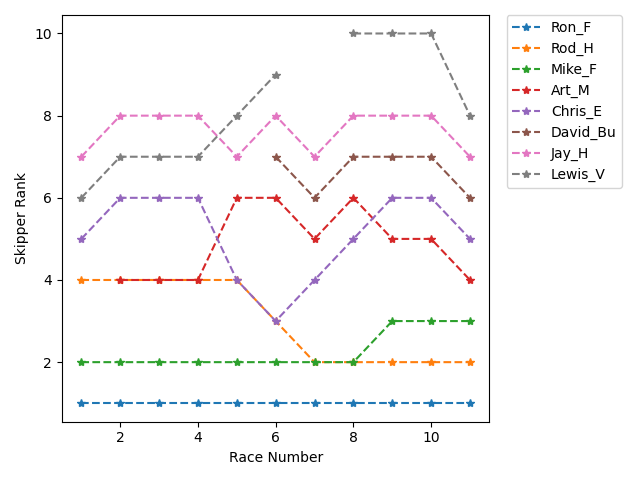 10
8
6
4
2
Skipper Rank
2
4
6
8
10
Race Number
Ron_F
Rod_H
Mike_F
Art_M
Chris_E
David_Bu
Jay_H
Lewis_V